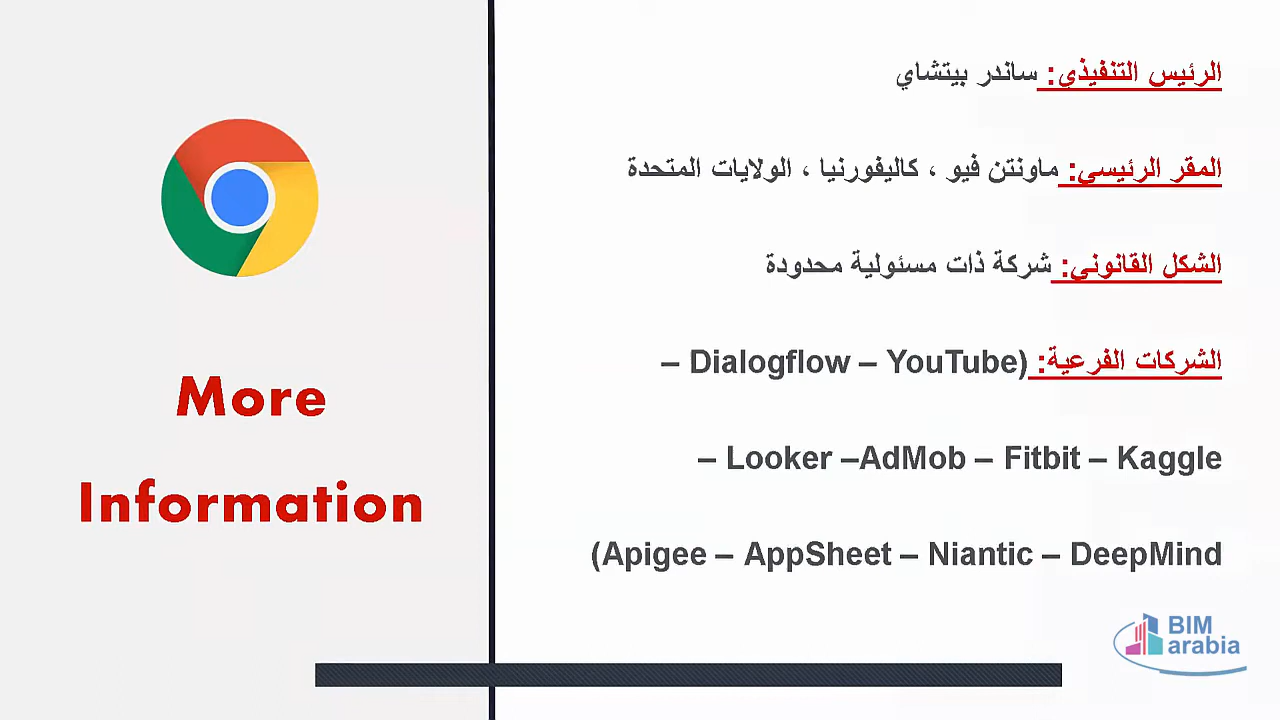 More
Information
الرئيس التنفيذي: ساندر بيتشاي
المقر الرئيسي: ماونتن فيو ، كاليفورنيا ، الولايات المتحدة
الشكل القانوني: شركة ذات مسئولية محدودة
الشركات الفرعية: (Dialogflow – YouTube –
Looker –AdMob – Fitbit – Kaggle –
Apigee – AppSheet – Niantic – DeepMind)
BIM
arabia